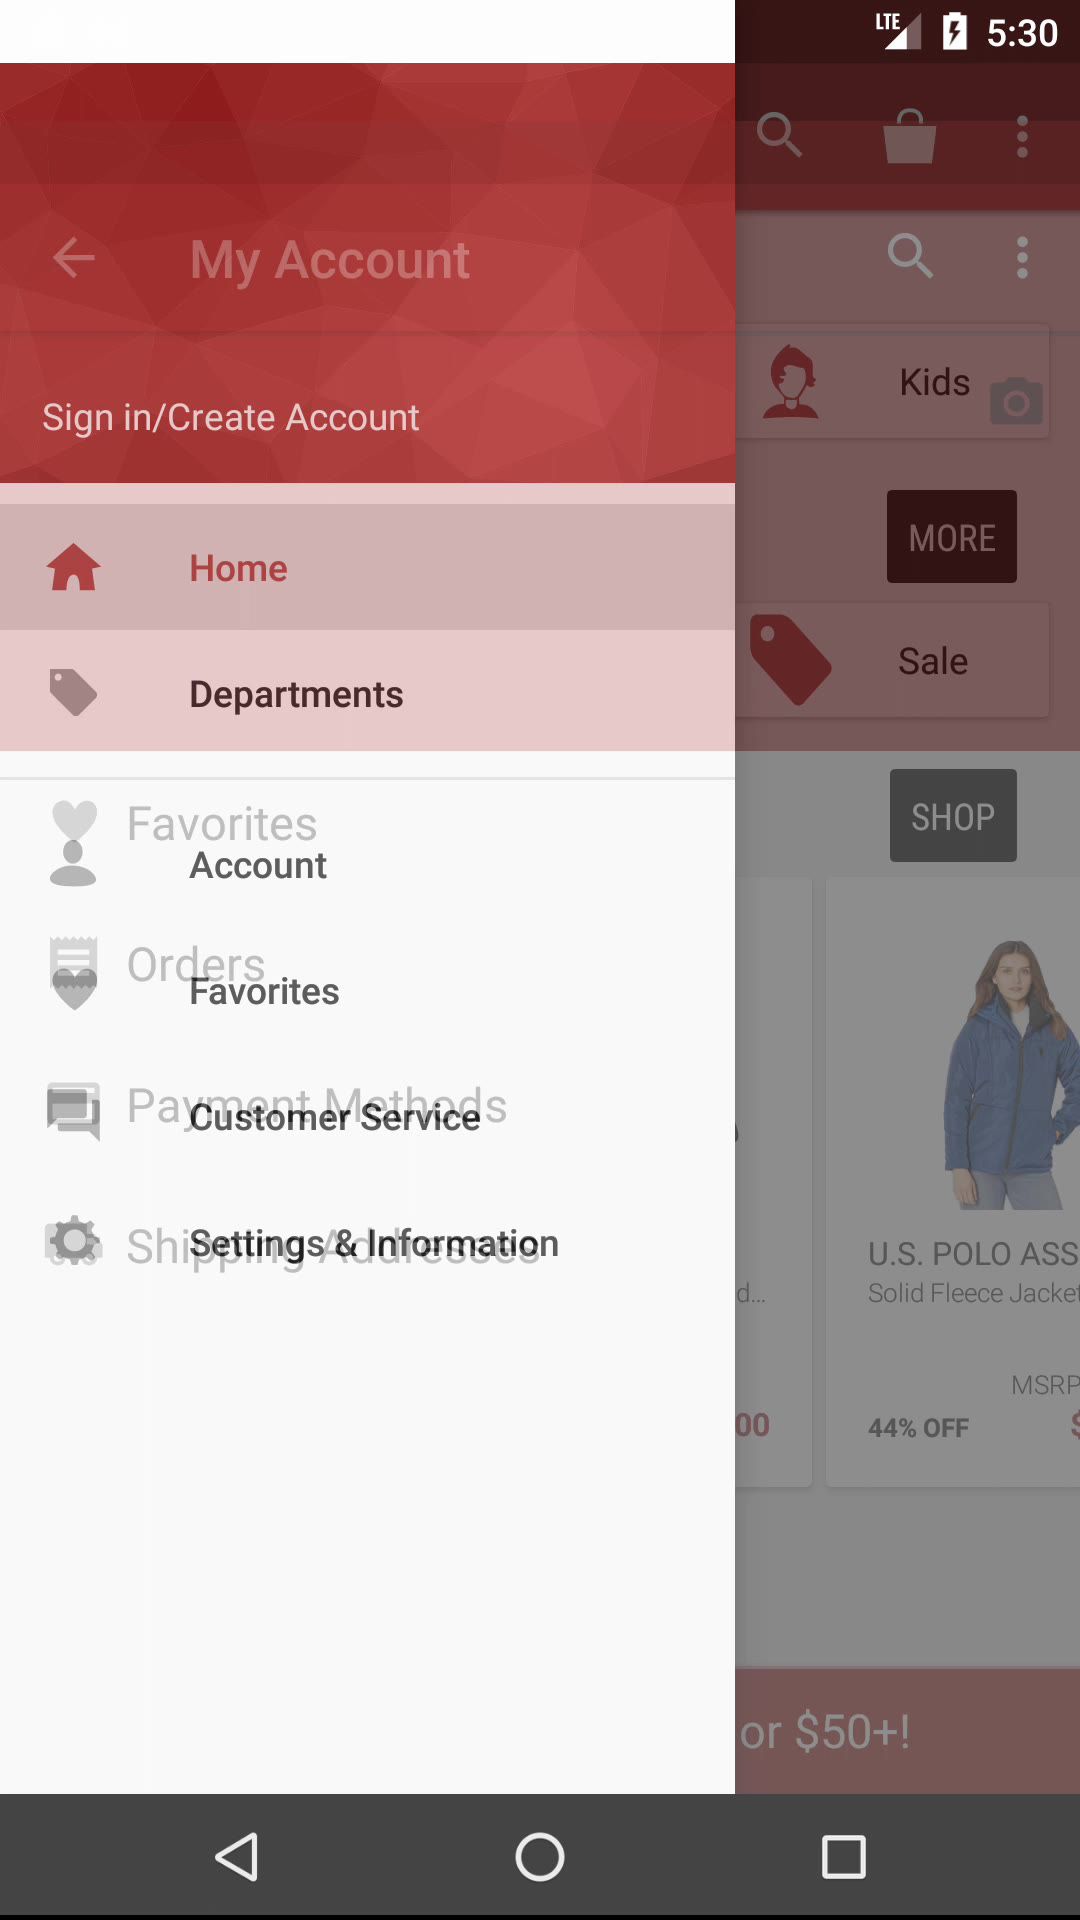 LTE 5:30
My Account
Kids
Sign in/Create Account
MORE
Home
Sale
Departments
SHOP
Favorites
Account
Orders
Favorites
Payment Methods
Customer Service
Shipping Addresses
Settings & Information
U.S. POLO ASS
d... Solid Fleece Jacket
MSRP
00 44% OFF $
or $50+!